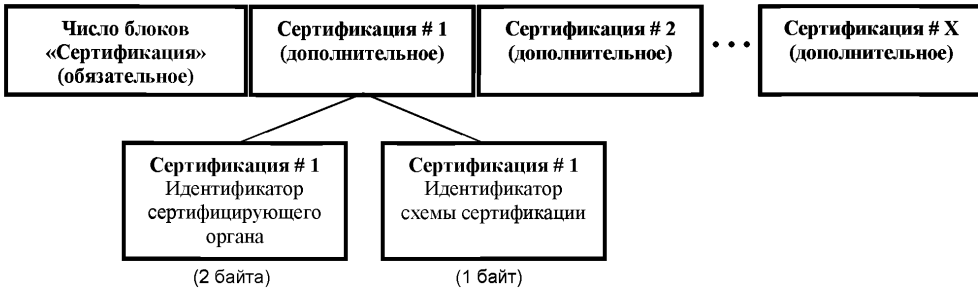 Число блоков
«Сертификация»
(обязательное)
Сертификация # 1
(дополнительное)
Сертификация # 2
(дополнительное)
• • •
Сертификация # X
(дополнительное)
Сертификация # 1
Идентификатор
сертифицирующего
органа
(2 байта)
Сертификация # 1
Идентификатор
схемы сертификации
(1 байт)